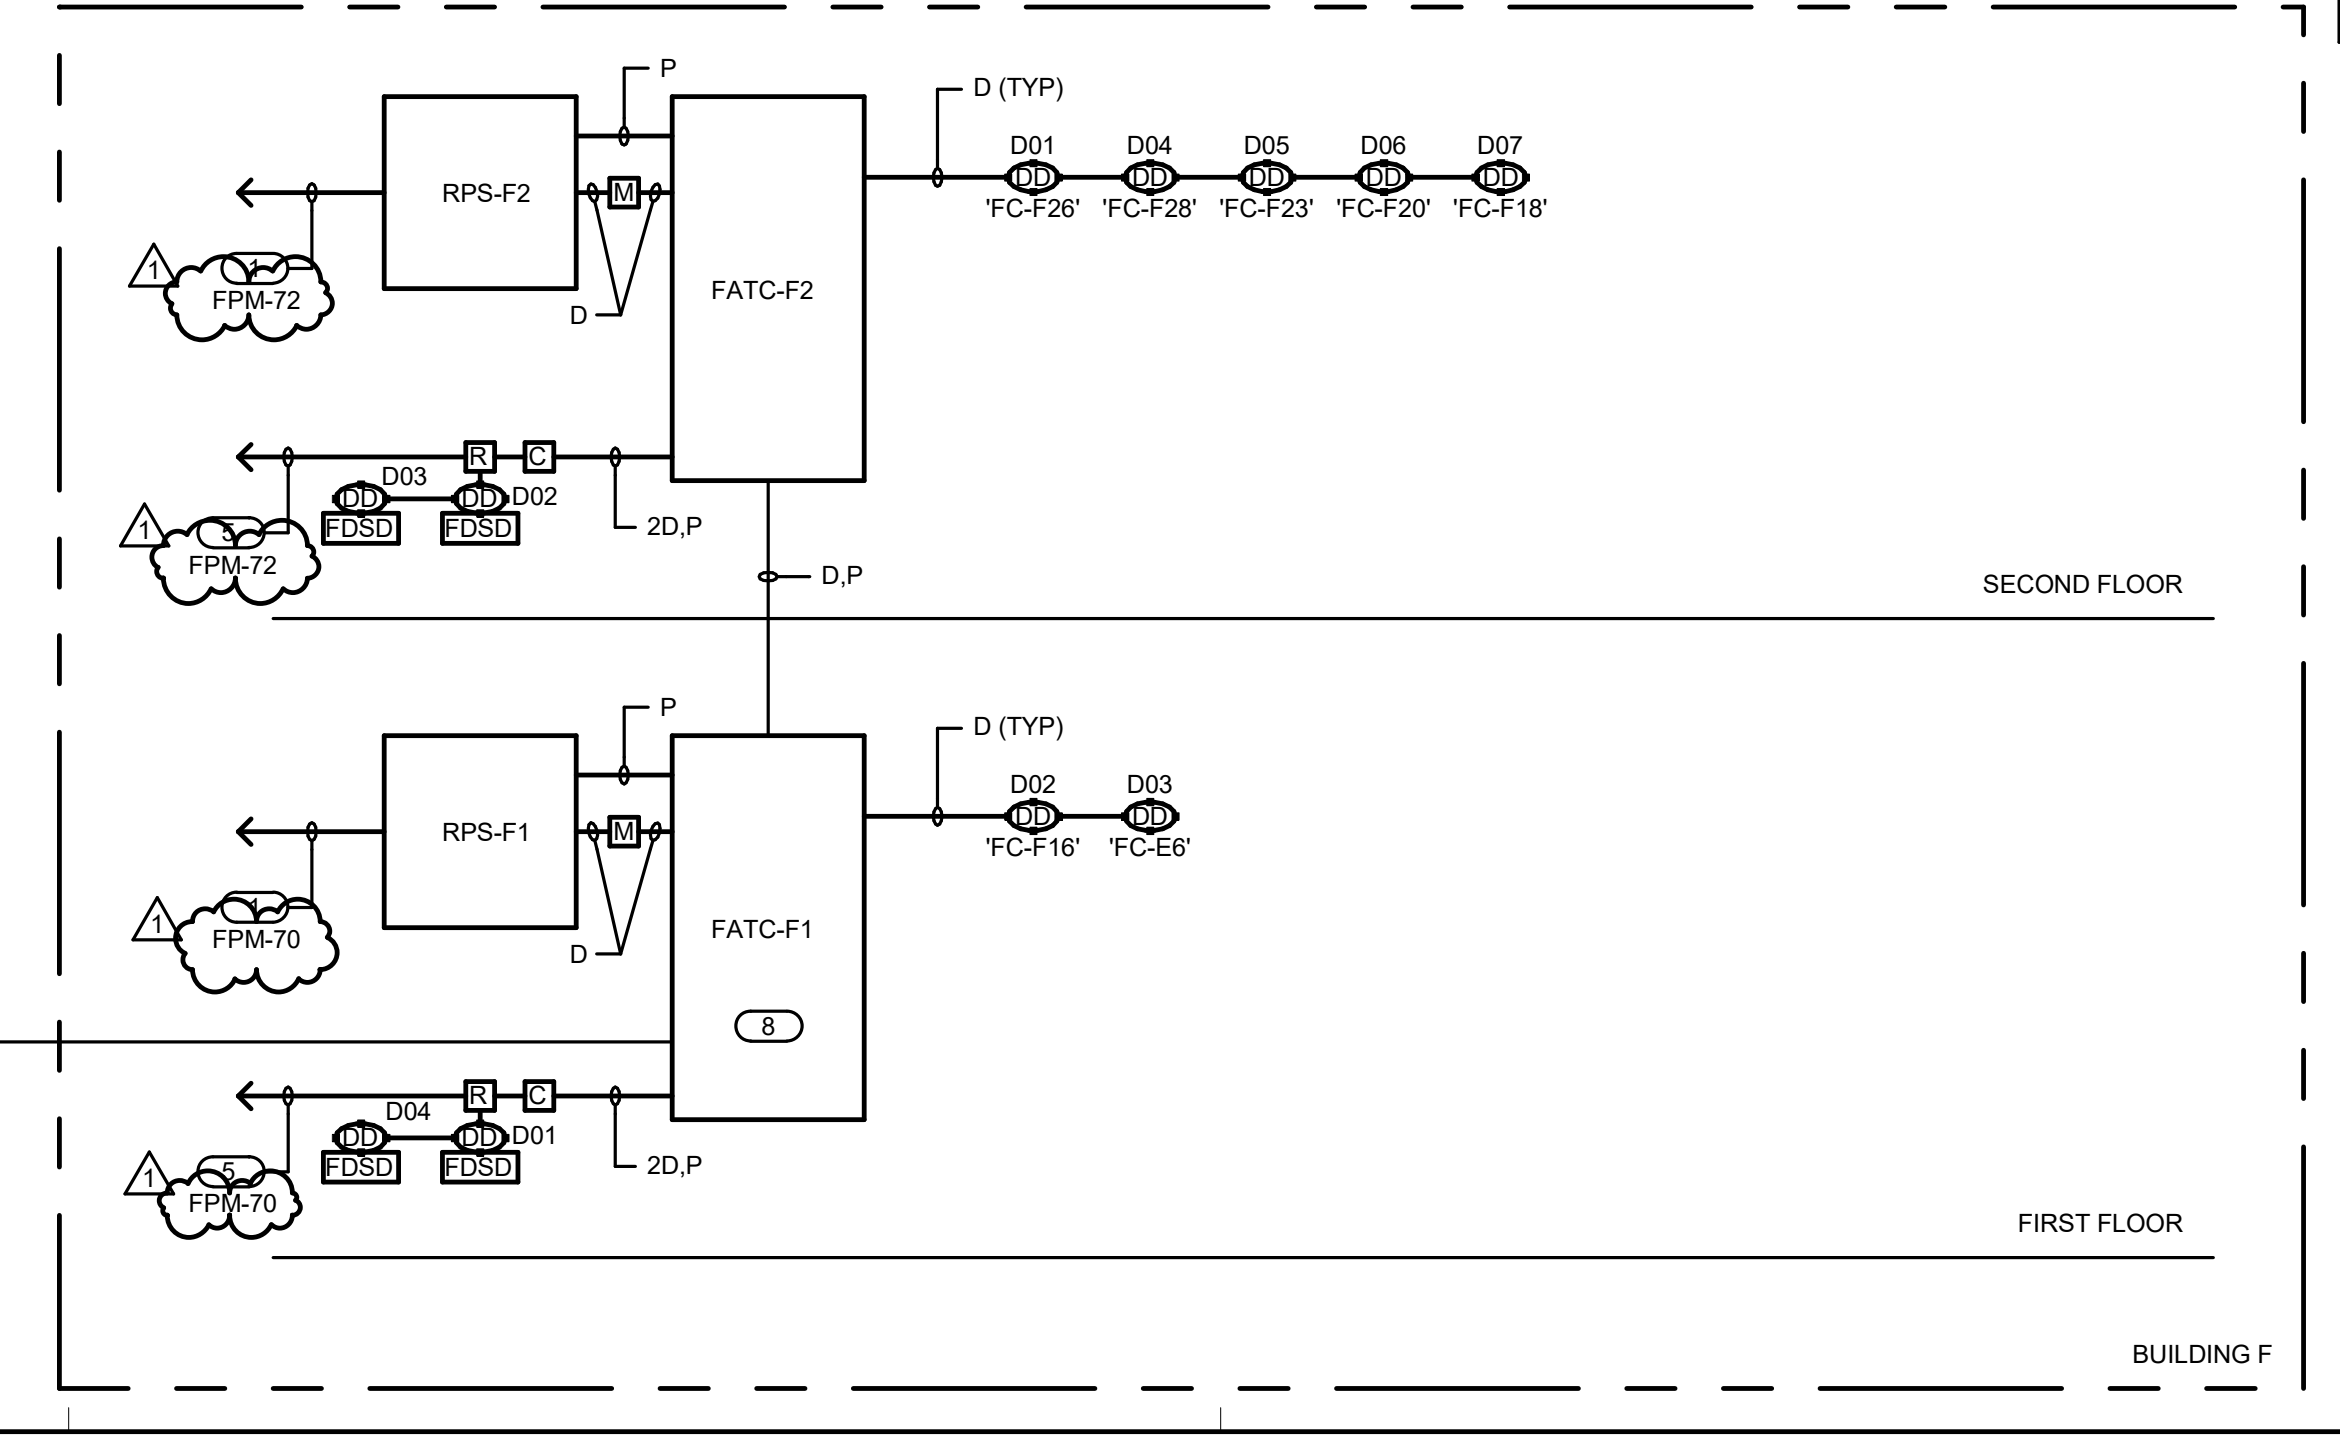 P
D (TYP)
D01 D04 D05 D06 D07
RPS-F2 M DD DD DD DD DD
'FC-F26' 'FC-F28' 'FC-F23' 'FC-F20' 'FC-F18'
1 1
FPM-72 FATC-F2
D
R C
D03
DD DD D02
1 5 FDSD FDSD 2D,P
FPM-72
D,P
SECOND FLOOR
P
D (TYP)
D02 D03
DD DD
RPS-F1 M
'FC-F16' 'FC-E6'
1 1
FPM-70 FATC-F1
D
8
R C
D04
DD DD D01
1 5 FDSD FDSD 2D,P
FPM-70
FIRST FLOOR
BUILDING F